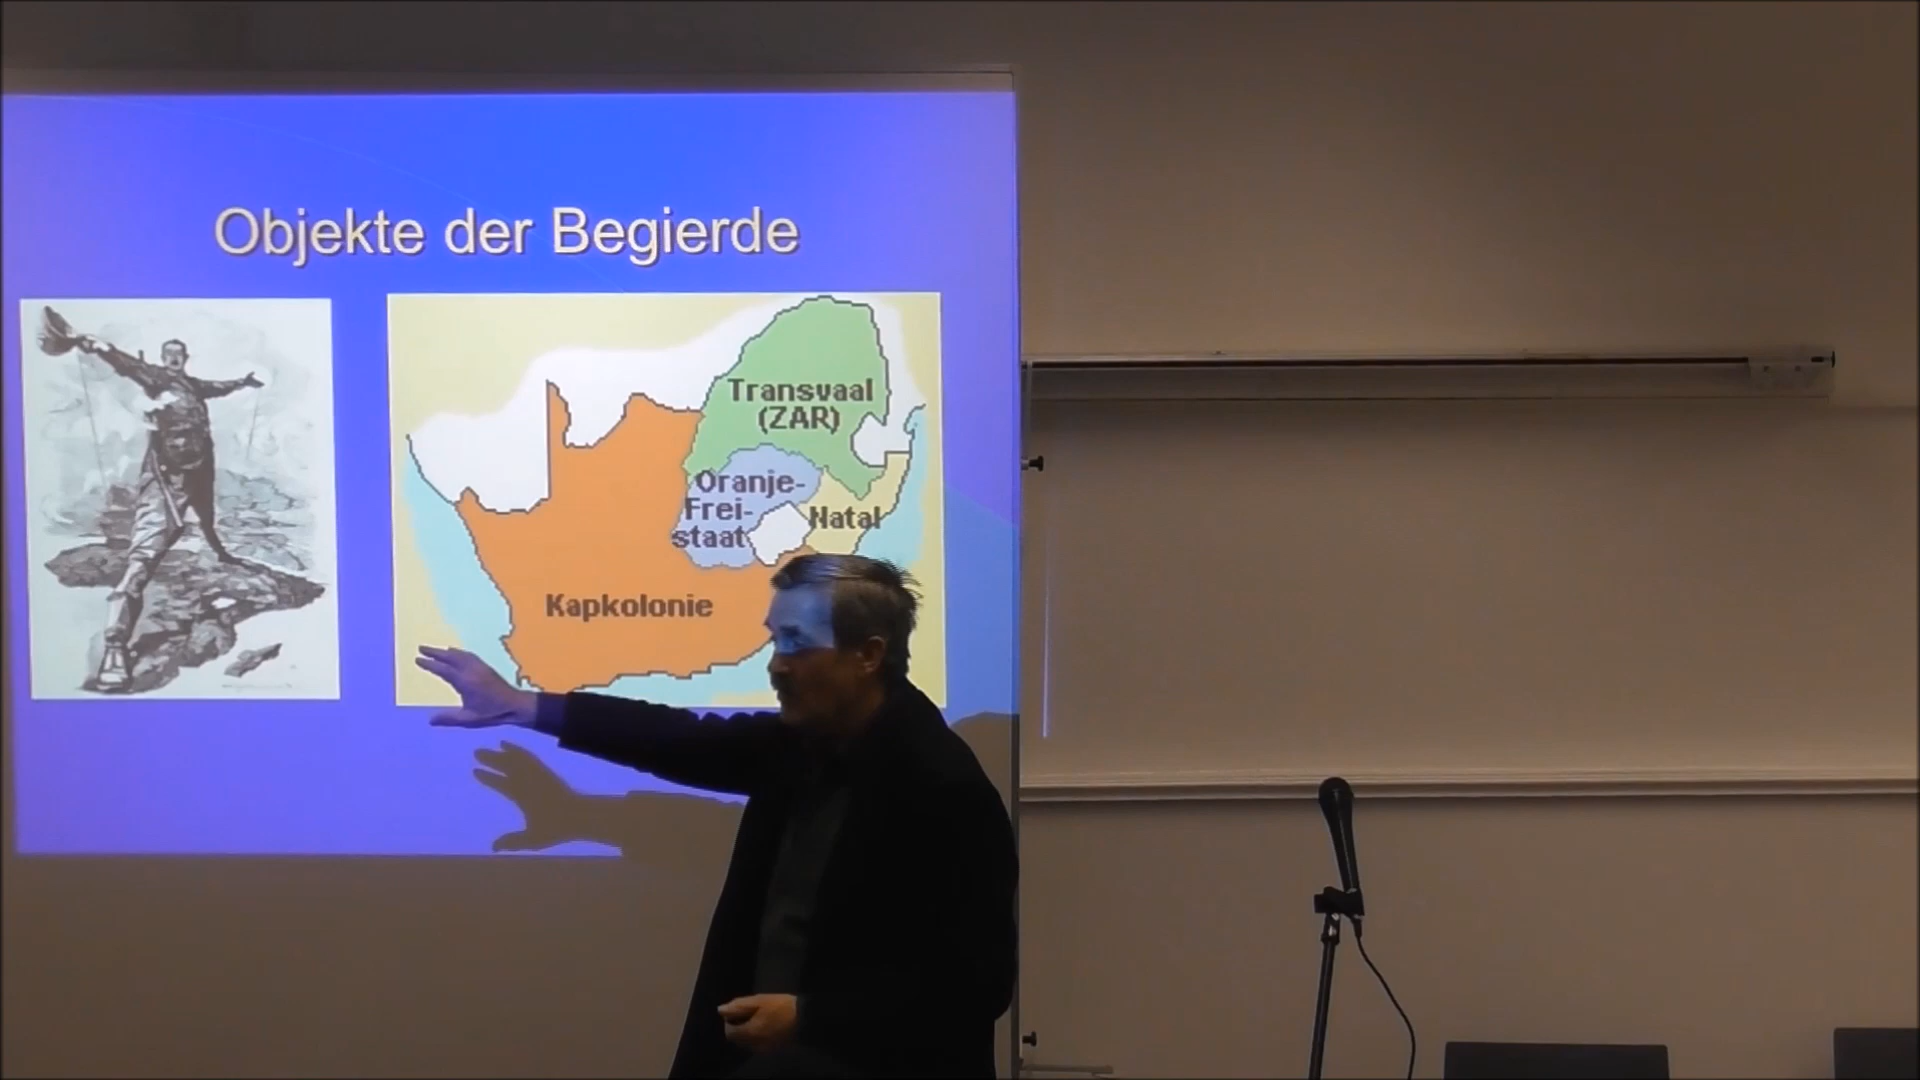 Objekte der Begierde
Transvaal
(ZAR)
Oranje-
Frei-
staat
Natal
Kapkolonie